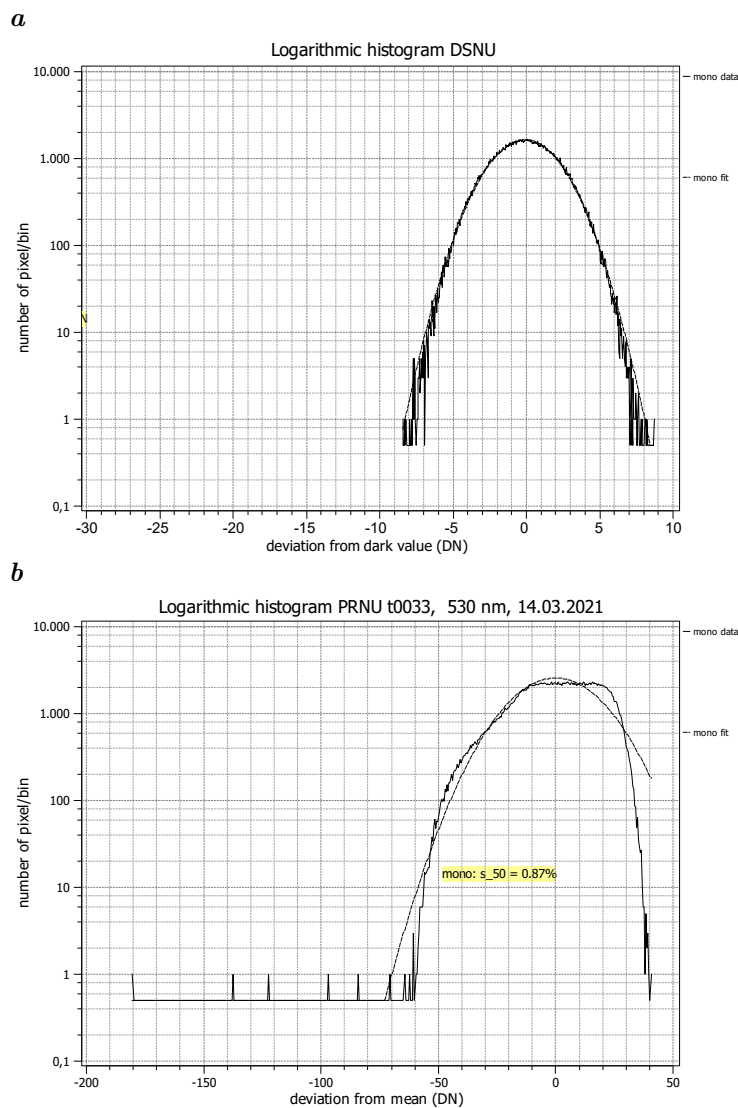 a
Logarithmic histogram DSNU
10.000
1.000
100
10
1
0,1
number of pixel/bin
mono data
mono fit
-30
-25
-20
-15
-10
-5
0
5
10
deviation from dark value (DN)
b
Logarithmic histogram PRNU t0033, 530 nm, 14.03.2021
10.000
1.000
100
10
1
0,1
number of pixel/bin
mono data
mono fit
mono: s_50 = 0.87%
-200
-150
-100
-50
0
50
deviation from mean (DN)